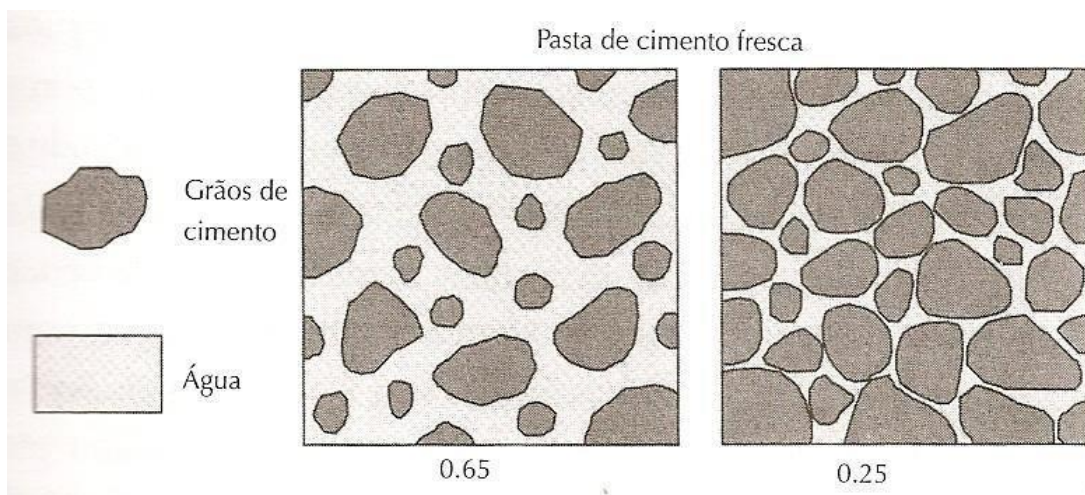 Pasta de cimento fresca
Grãos de
cimento
Água
0.65
0.25